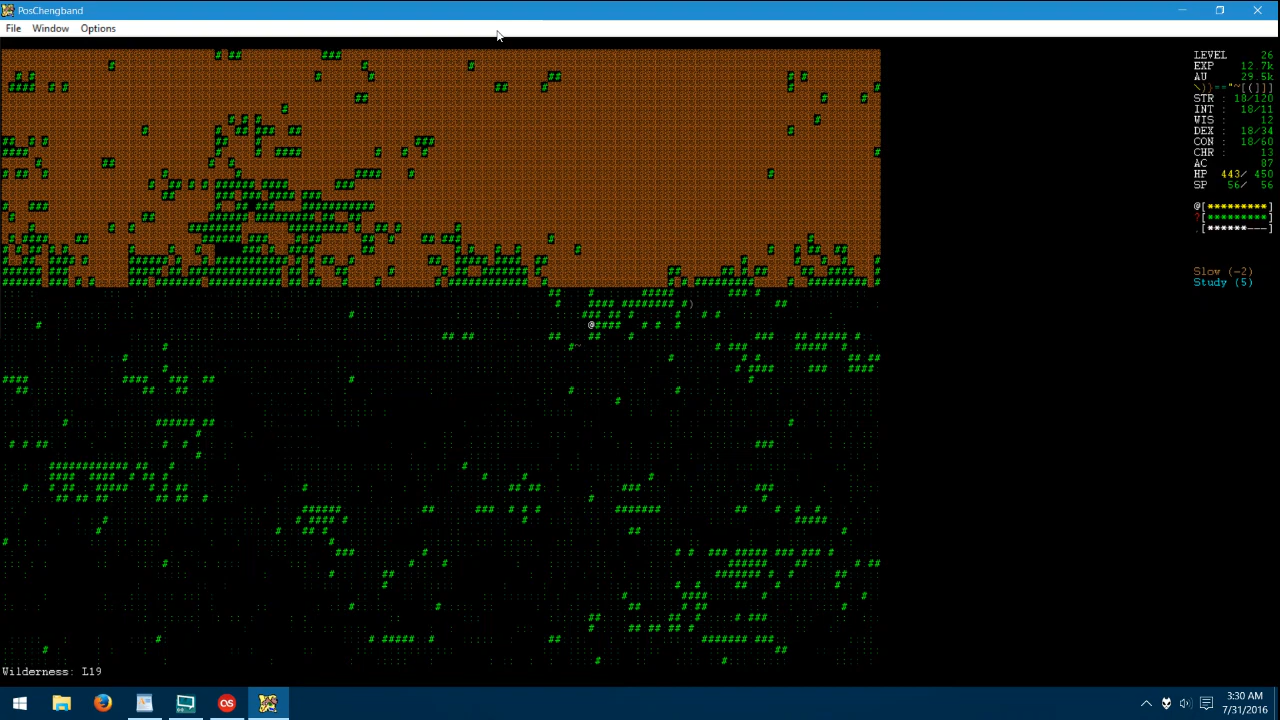 PosChengband
File Window Options
LEVEL 26
EXP 12.7k
AU 29.5k
\)}=="~[(]]]
STR : 18/120
INT : 18/11
WIS : 12
DEX : 18/34
CON : 18/60
CHR : 13
AC 87
HP 443/ 450
SP 56/ 56
@[*********]
?[*********]
.[******---]
Slow (-2)
Study (5)
Wilderness: L19
3:30 AM
7/31/2016